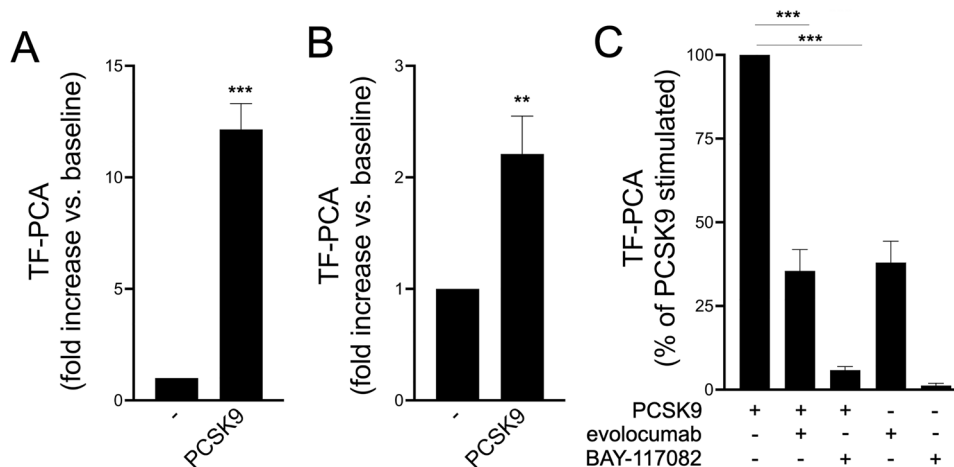 A
TF-PCA
(fold increase vs. baseline)
15
10
5
0
***
-
PCSK9
B
TF-PCA
(fold increase vs. baseline)
3
2
1
0
**
-
PCSK9
C
TF-PCA
(% of PCSK9 stimulated)
100
75
50
25
0
***
***
PCSK9 + + + - -
evolocumab - + - + -
BAY-117082 - - + - +